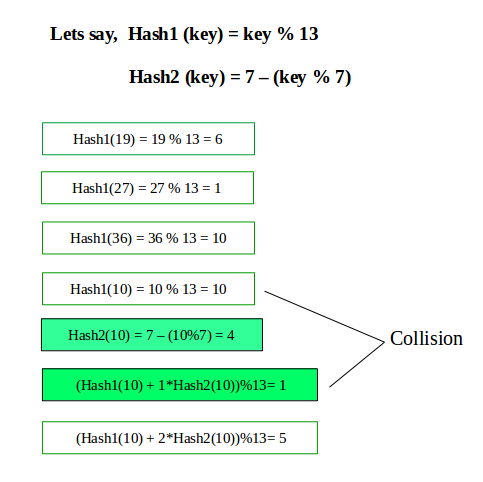 Lets say, Hash1 (key) = key % 13
Hash2 (key) = 7 – (key % 7)
Hash1(19) = 19 % 13 = 6
Hash1(27) = 27 % 13 = 1
Hash1(36) = 36 % 13 = 10
Hash1(10) = 10 % 13 = 10
Hash2(10) = 7 – (10%7) = 4
Collision
(Hash1(10) + 1*Hash2(10))%13= 1
(Hash1(10) + 2*Hash2(10))%13= 5